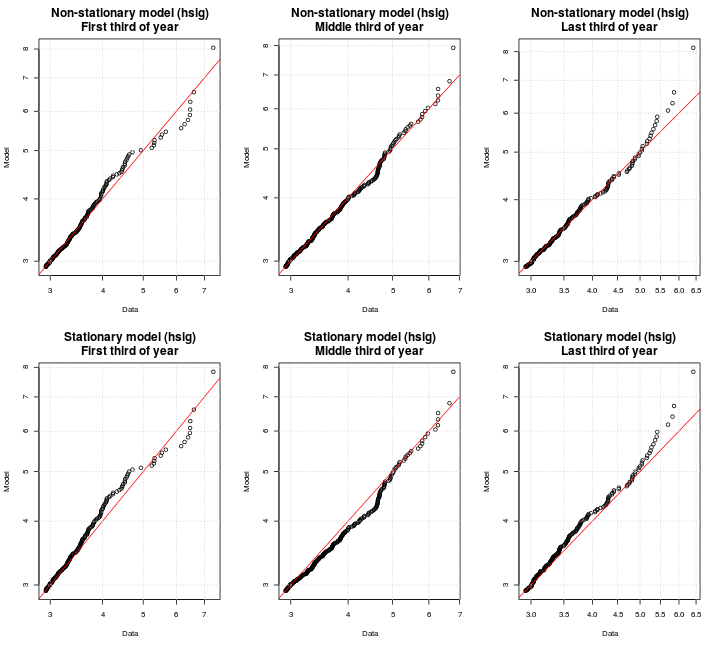 Non-stationary model (hsig)
First third of year
Model
8
7
6
5
4
3
3 4 5 6 7
Data
Non-stationary model (hsig)
Middle third of year
Model
8
7
6
5
4
3
3 4 5 6 7
Data
Non-stationary model (hsig)
Last third of year
Model
8
7
6
5
4
3
3.0 3.5 4.0 4.5 5.0 5.5 6.0 6.5
Data
Stationary model (hsig)
First third of year
Model
8
7
6
5
4
3
3 4 5 6 7
Data
Stationary model (hsig)
Middle third of year
Model
8
7
6
5
4
3
3 4 5 6 7
Data
Stationary model (hsig)
Last third of year
Model
8
7
6
5
4
3
3.0 3.5 4.0 4.5 5.0 5.5 6.0 6.5
Data